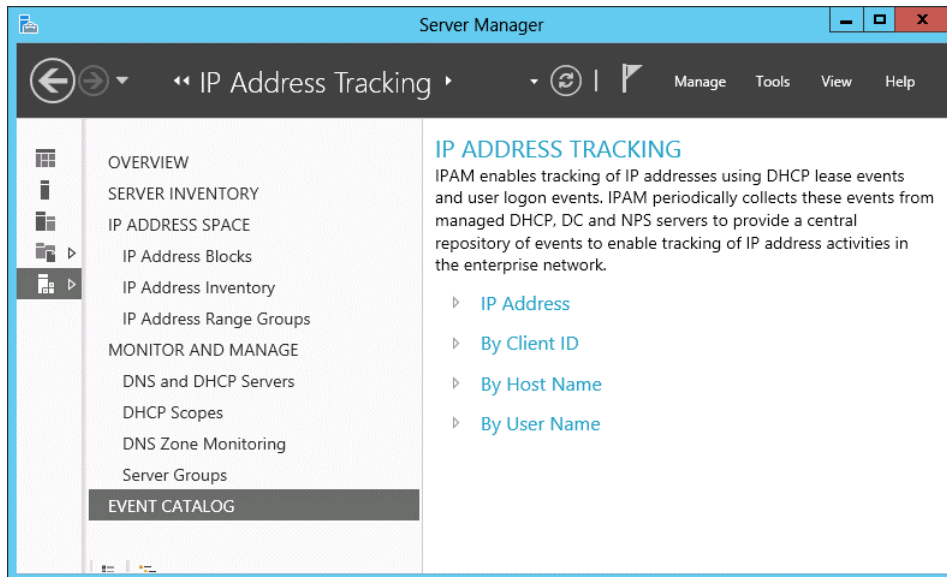 Server Manager
IP Address Tracking
Manage Tools View Help
OVERVIEW
SERVER INVENTORY
IP ADDRESS SPACE
IP Address Blocks
IP Address Inventory
IP Address Range Groups
MONITOR AND MANAGE
DNS and DHCP Servers
DHCP Scopes
DNS Zone Monitoring
Server Groups
EVENT CATALOG
IP ADDRESS TRACKING
IPAM enables tracking of IP addresses using DHCP lease events
and user logon events. IPAM periodically collects these events from
managed DHCP, DC and NPS servers to provide a central
repository of events to enable tracking of IP address activities in
the enterprise network.
IP Address
By Client ID
By Host Name
By User Name